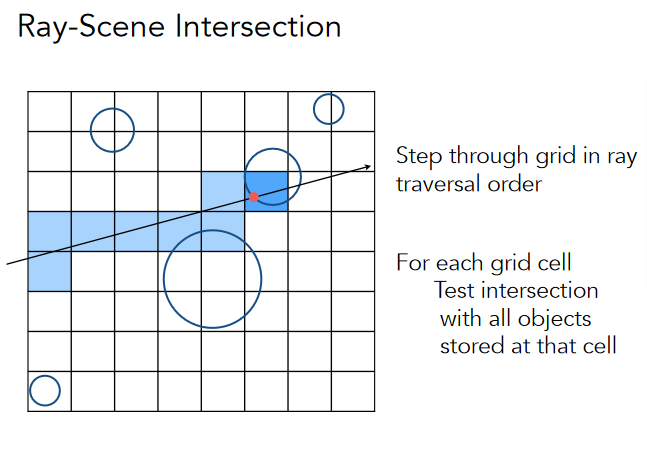 Ray-Scene Intersection
Step through grid in ray
traversal order
For each grid cell
Test intersection
with all objects
stored at that cell